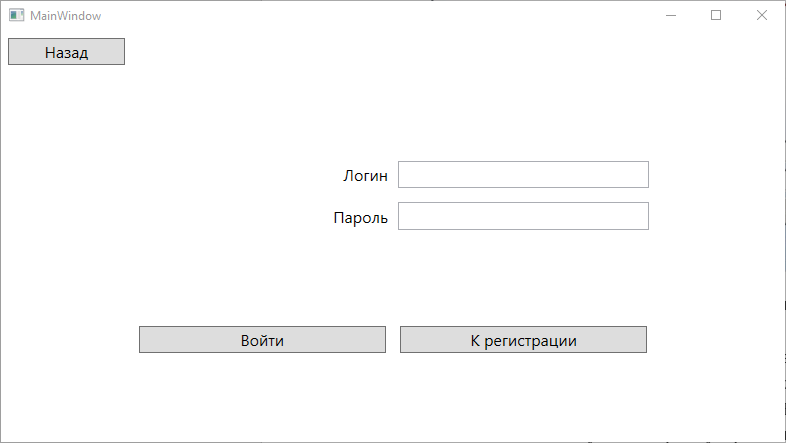 MainWindow
Назад
Логин
Пароль
Войти
К регистрации